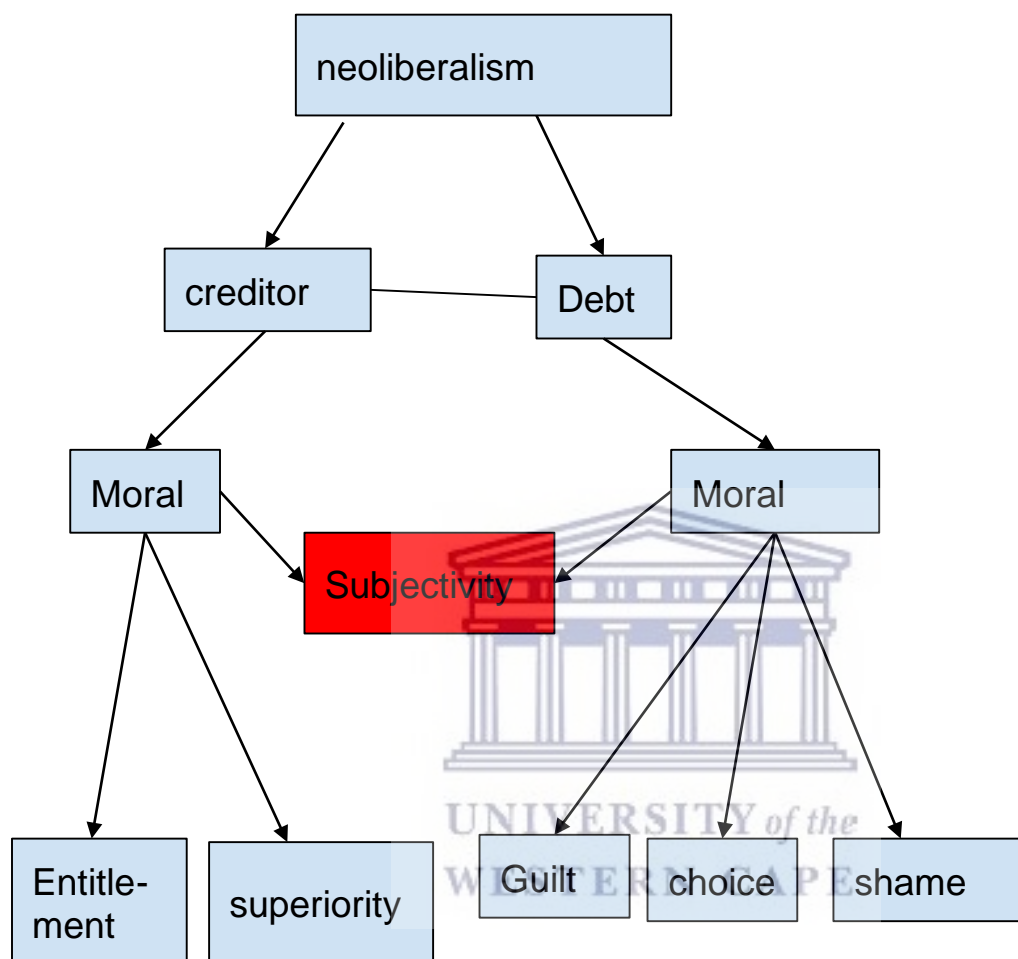 neoliberalism
creditor
Debt
Moral
Moral
Subjectivity
UNIVERSITY of the
WESTERN CAPE
Entitle-
ment
superiority
Guilt
choice
shame